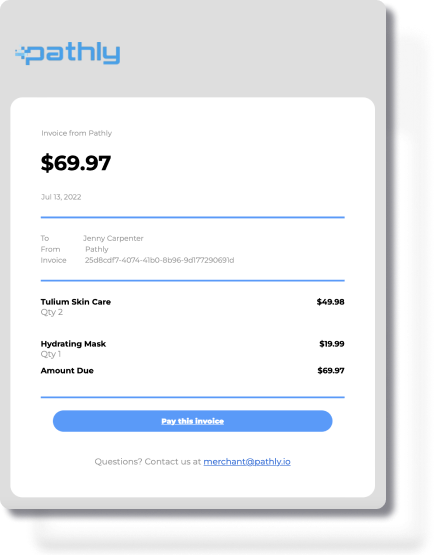 pathly
Invoice from Pathly
$69.97
Jul 13, 2022
To Jenny Carpenter
From Pathly
Invoice 25d8cdf7-4074-41b0-8b96-9d177290691d
Tulium Skin Care $49.98
Qty 2
Hydrating Mask $19.99
Qty 1
Amount Due $69.97
Pay this invoice
Questions? Contact us at merchant@pathly.io